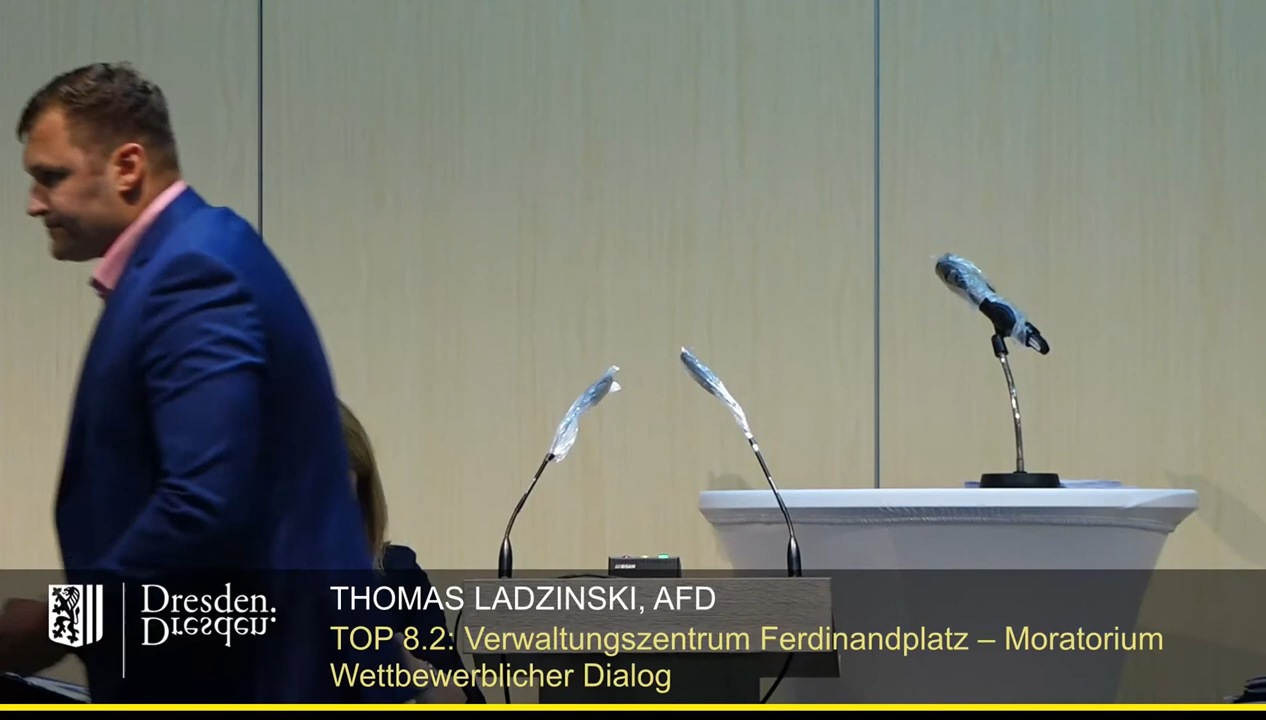 Dresden.
Dresden.
THOMAS LADZINSKI, AFD
TOP 8.2: Verwaltungszentrum Ferdinandplatz – Moratorium
Wettbewerblicher Dialog